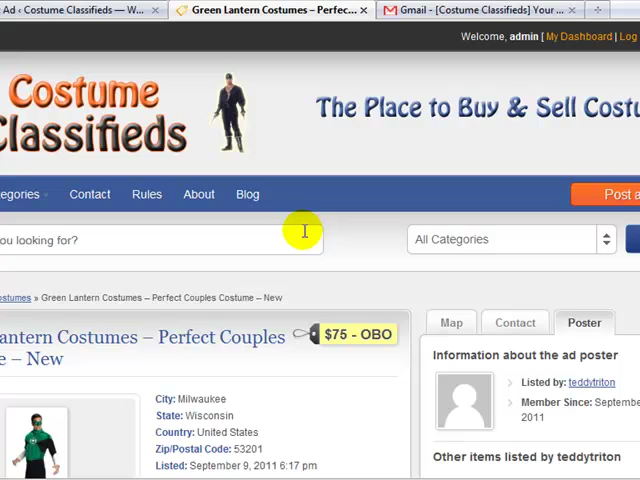 Ad ‹ Costume Classifieds — W...
Green Lantern Costumes – Perfec...
Gmail - [Costume Classifieds] Your ...
Welcome, admin [ My Dashboard | Log
Costume
Classifieds
The Place to Buy & Sell Costu
egories
Contact
Rules
About
Blog
Post a
ou looking for?
All Categories
ostumes » Green Lantern Costumes – Perfect Couples Costume – New
antern Costumes – Perfect Couples
e – New
$75 - OBO
City: Milwaukee
State: Wisconsin
Country: United States
Zip/Postal Code: 53201
Listed: September 9, 2011 6:17 pm
Map
Contact
Poster
Information about the ad poster
Listed by: teddytriton
Member Since: Septembe
2011
Other items listed by teddytriton